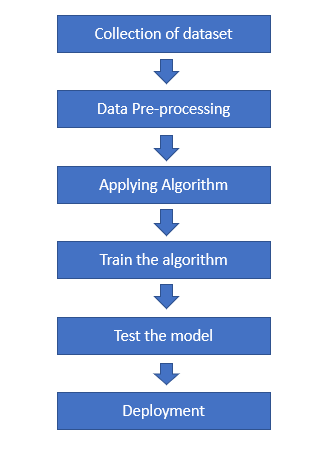 Collection of dataset
Data Pre-processing
Applying Algorithm
Train the algorithm
Test the model
Deployment